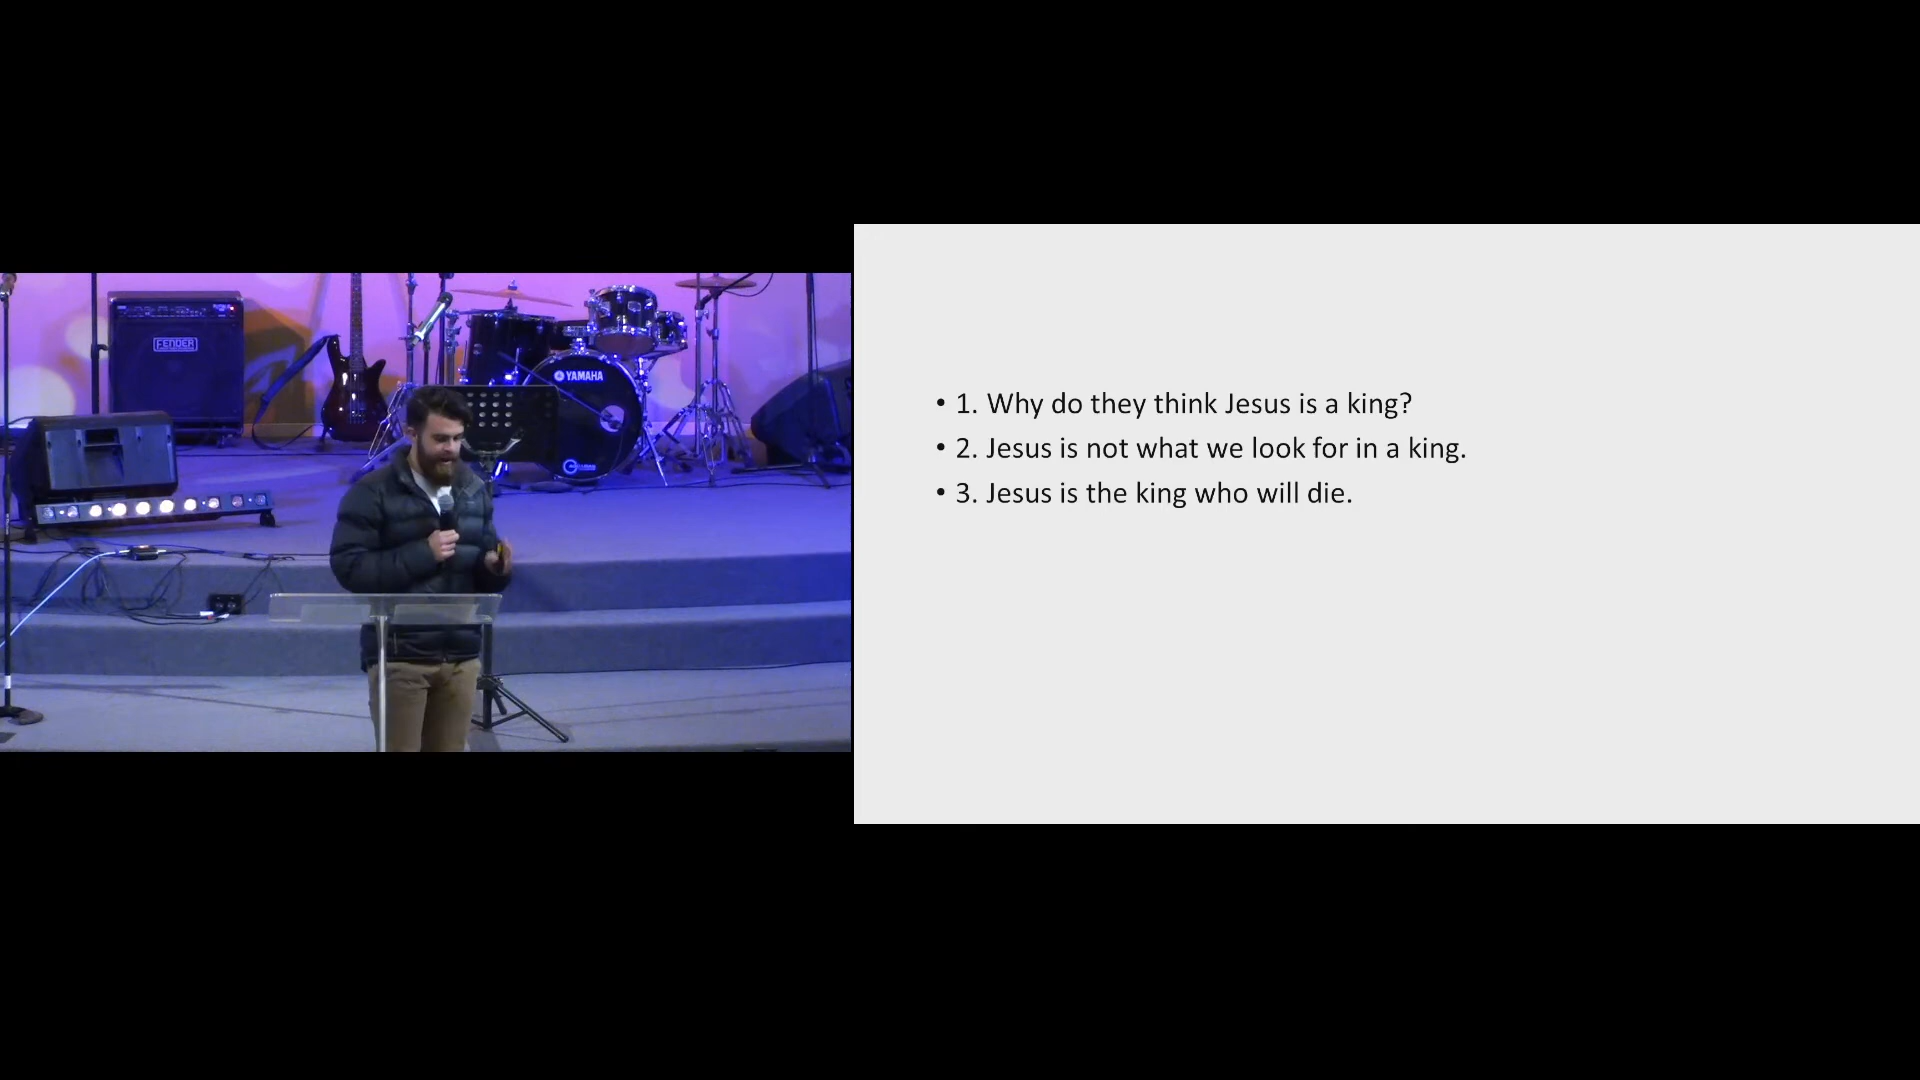 FENDER
YAMAHA
• 1. Why do they think Jesus is a king?
• 2. Jesus is not what we look for in a king.
• 3. Jesus is the king who will die.